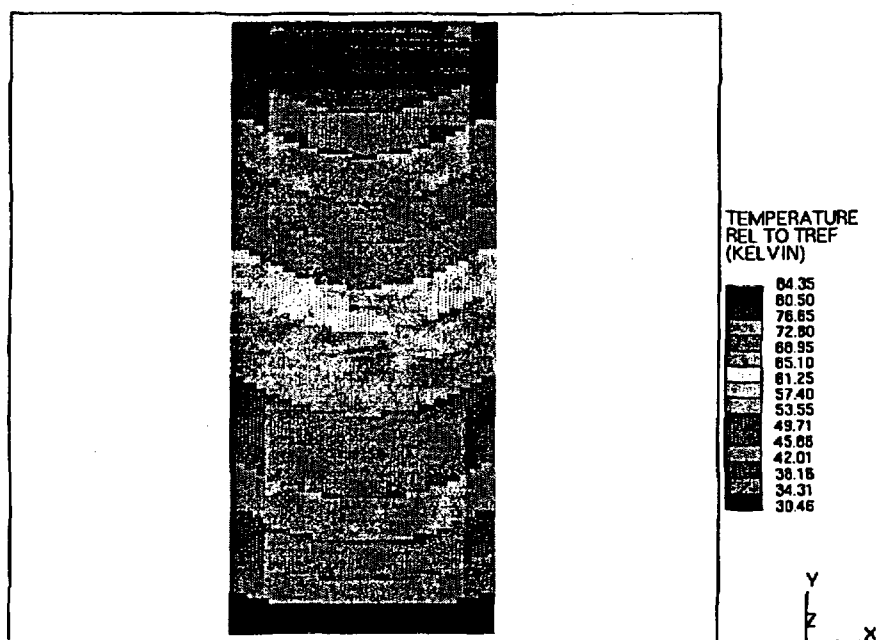 TEMPERATURE
REL TO TREF
(KELVIN)
84.35
80.50
76.65
72.80
68.95
65.10
61.25
57.40
53.55
49.71
45.86
42.01
38.16
34.31
30.46
Y
Z
X